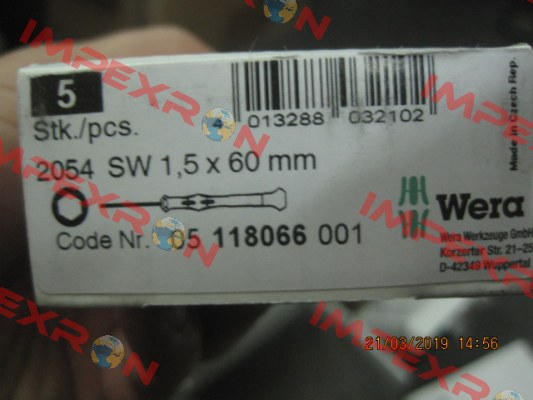 5
Stk./pcs.
013288 032102
Made in Czech Rep.
2054 SW 1,5 x 60 mm
Code Nr. 05 118066 001
Wera
Wera Werkzeuge GmbH
Korzerter Str. 21-25
D-42349 Wuppertal
21/03/2019 14:56
IMPEXRON
IMPEXRON
IMPEXRON
IMPEXRON